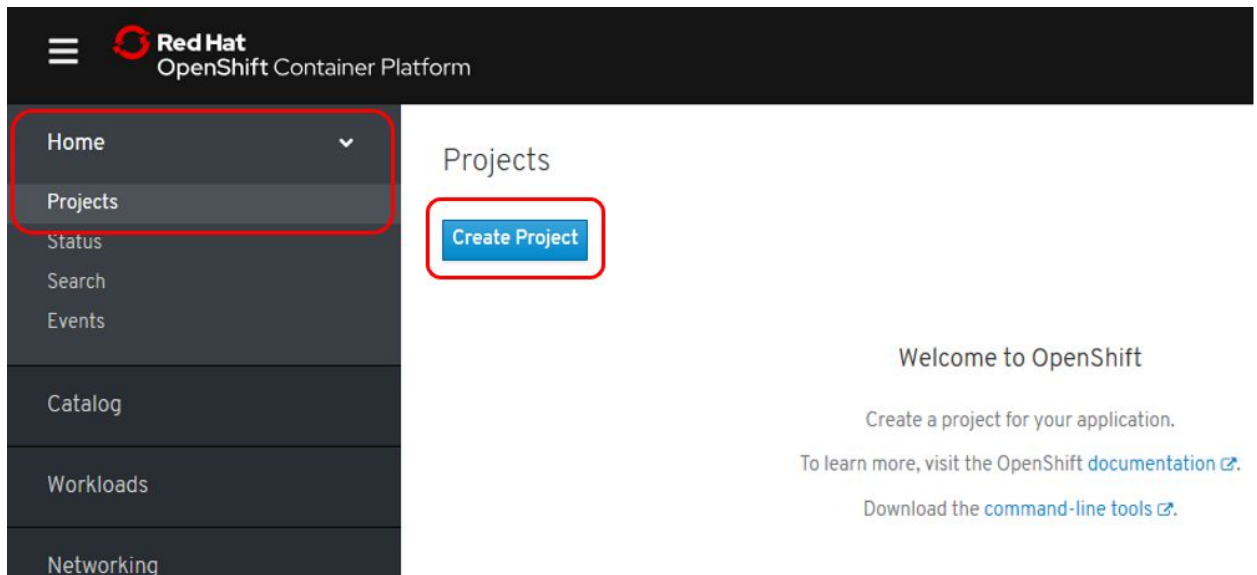 Red Hat
OpenShift Container Platform
Home
Projects
Status
Search
Events
Catalog
Workloads
Networking
Projects
Create Project
Welcome to OpenShift
Create a project for your application.
To learn more, visit the OpenShift documentation.
Download the command-line tools.